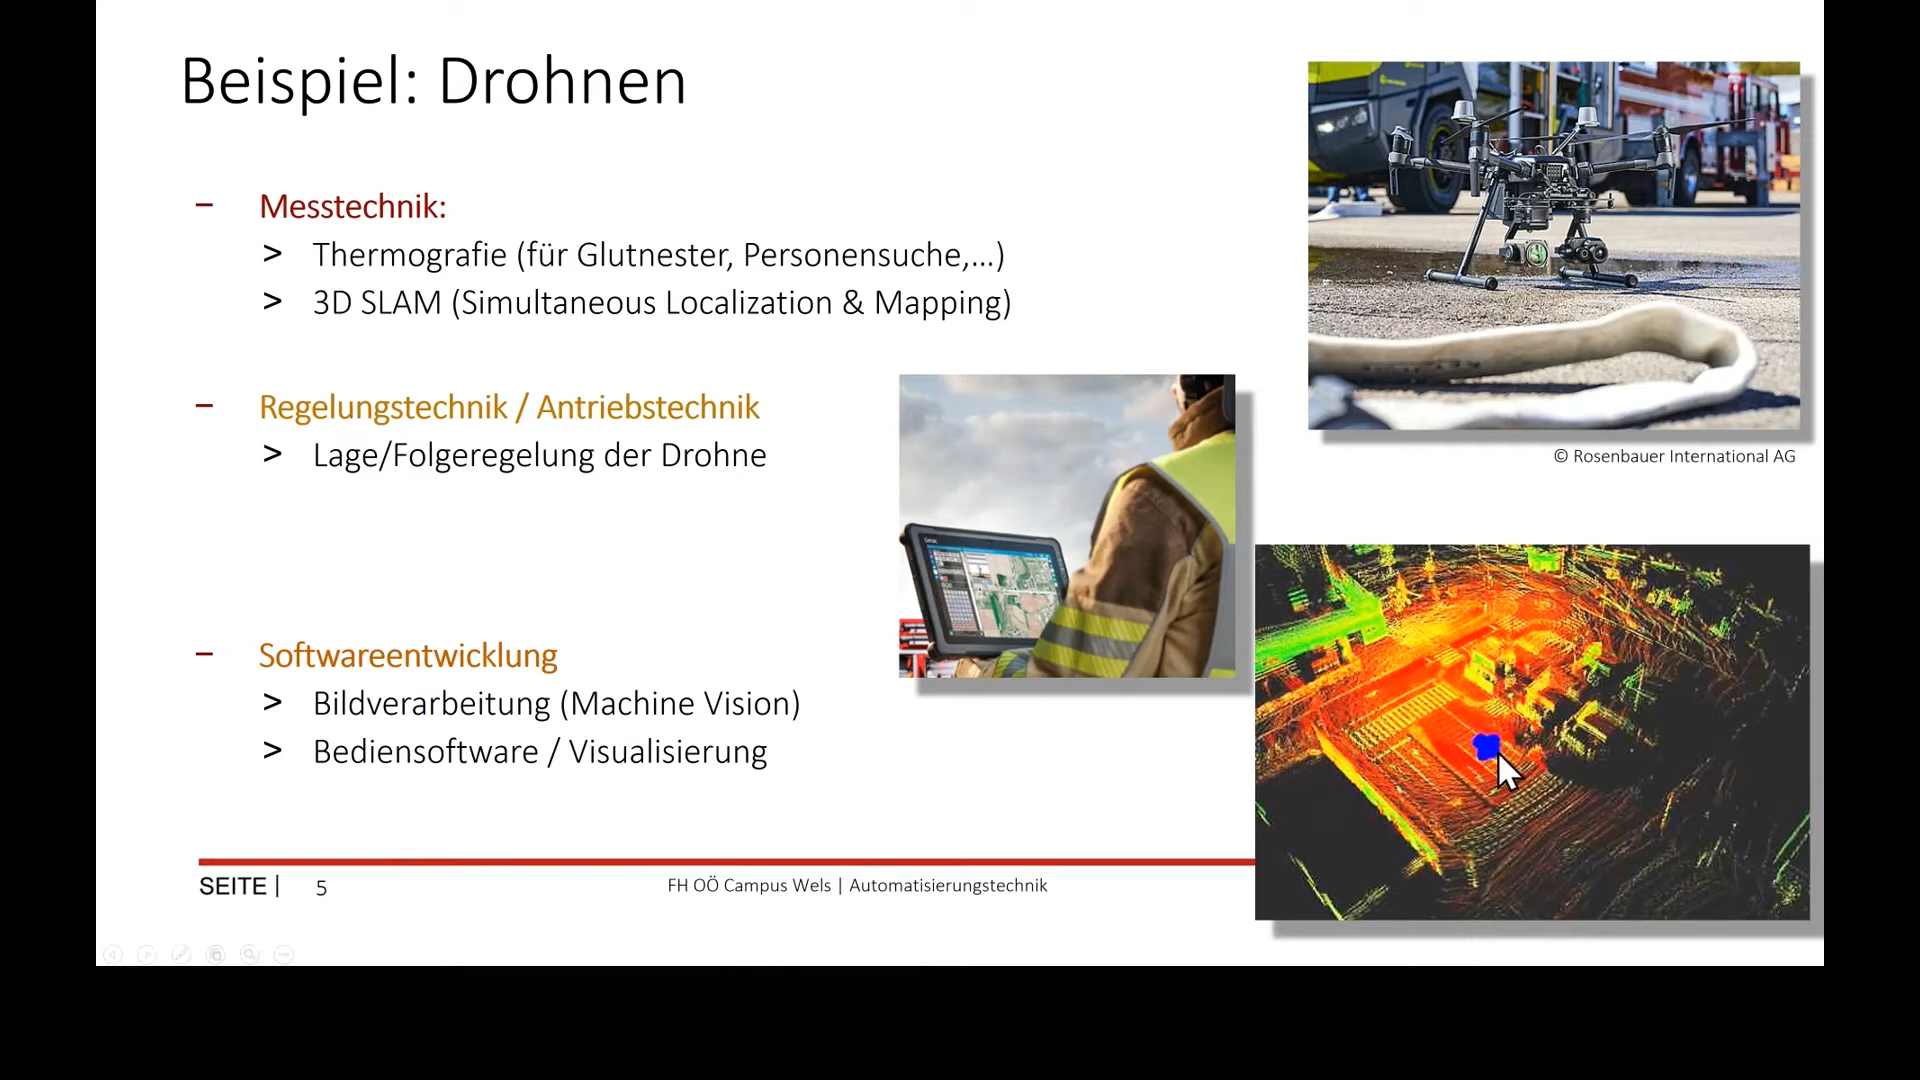 Beispiel: Drohnen
– Messtechnik:
> Thermografie (für Glutnester, Personensuche,...)
> 3D SLAM (Simultaneous Localization & Mapping)
– Regelungstechnik / Antriebstechnik
> Lage/Folgeregelung der Drohne
© Rosenbauer International AG
Getac
– Softwareentwicklung
> Bildverarbeitung (Machine Vision)
> Bediensoftware / Visualisierung
SEITE | 5
FH OÖ Campus Wels | Automatisierungstechnik